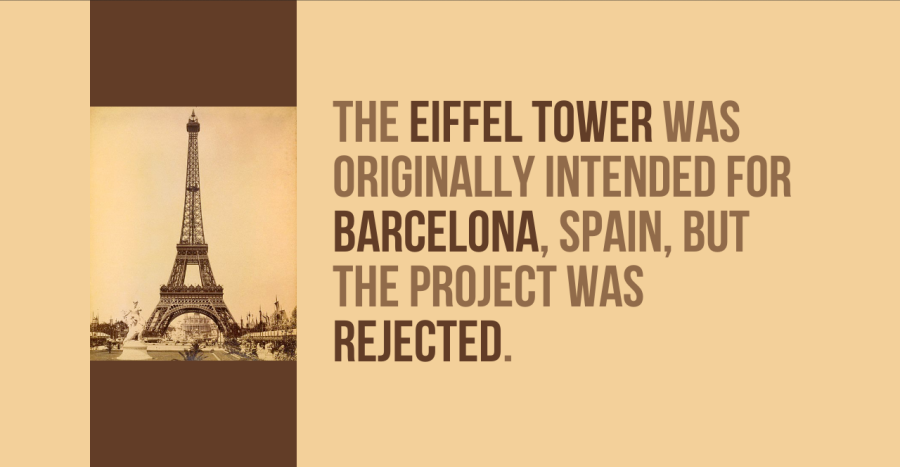 THE EIFFEL TOWER WAS
ORIGINALLY INTENDED FOR
BARCELONA, SPAIN, BUT
THE PROJECT WAS
REJECTED.